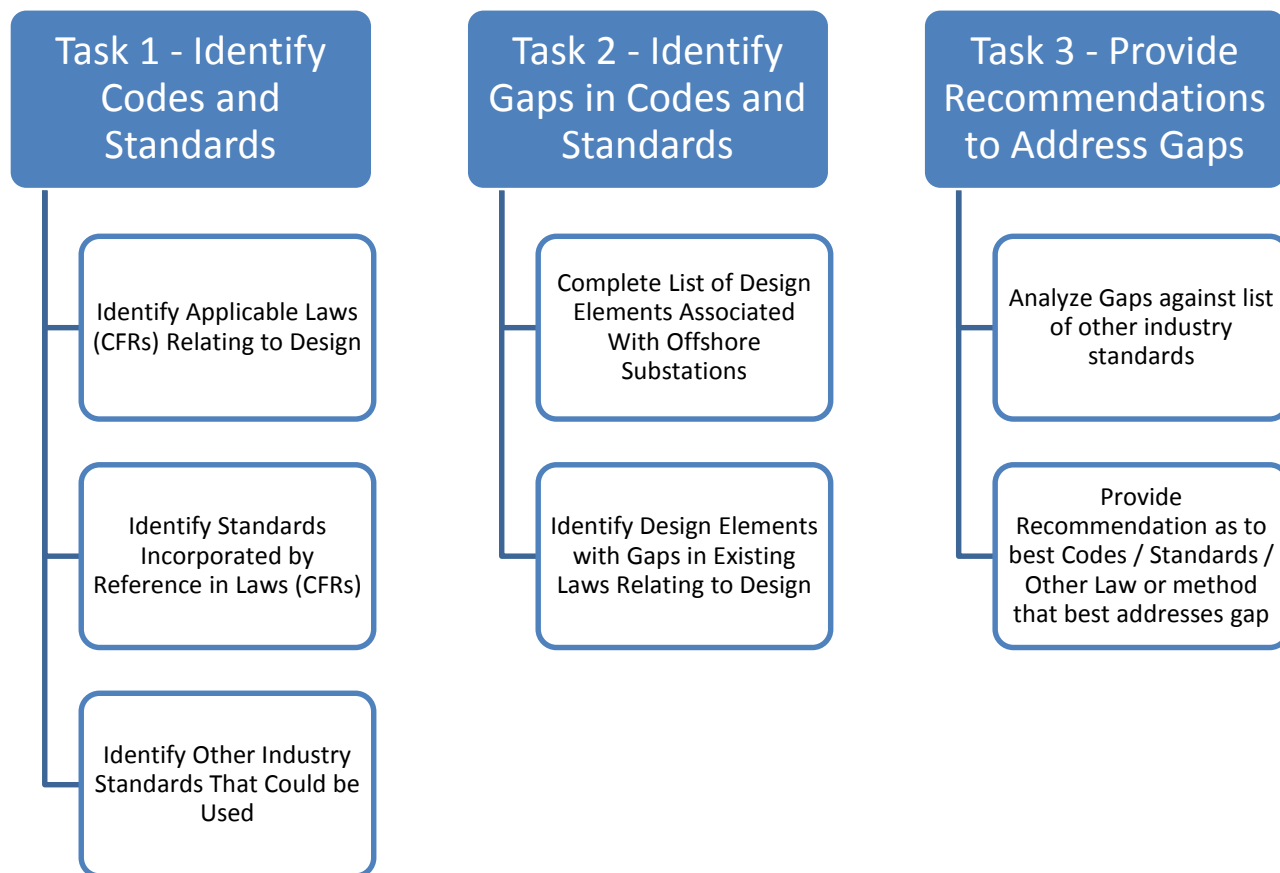 Task 1 - Identify
Codes and
Standards
Identify Applicable Laws
(CFRs) Relating to Design
Identify Standards
Incorporated by
Reference in Laws (CFRs)
Identify Other Industry
Standards That Could be
Used
Task 2 - Identify
Gaps in Codes and
Standards
Complete List of Design
Elements Associated
With Offshore
Substations
Identify Design Elements
with Gaps in Existing
Laws Relating to Design
Task 3 - Provide
Recommendations
to Address Gaps
Analyze Gaps against list
of other industry
standards
Provide
Recommendation as to
best Codes / Standards /
Other Law or method
that best addresses gap